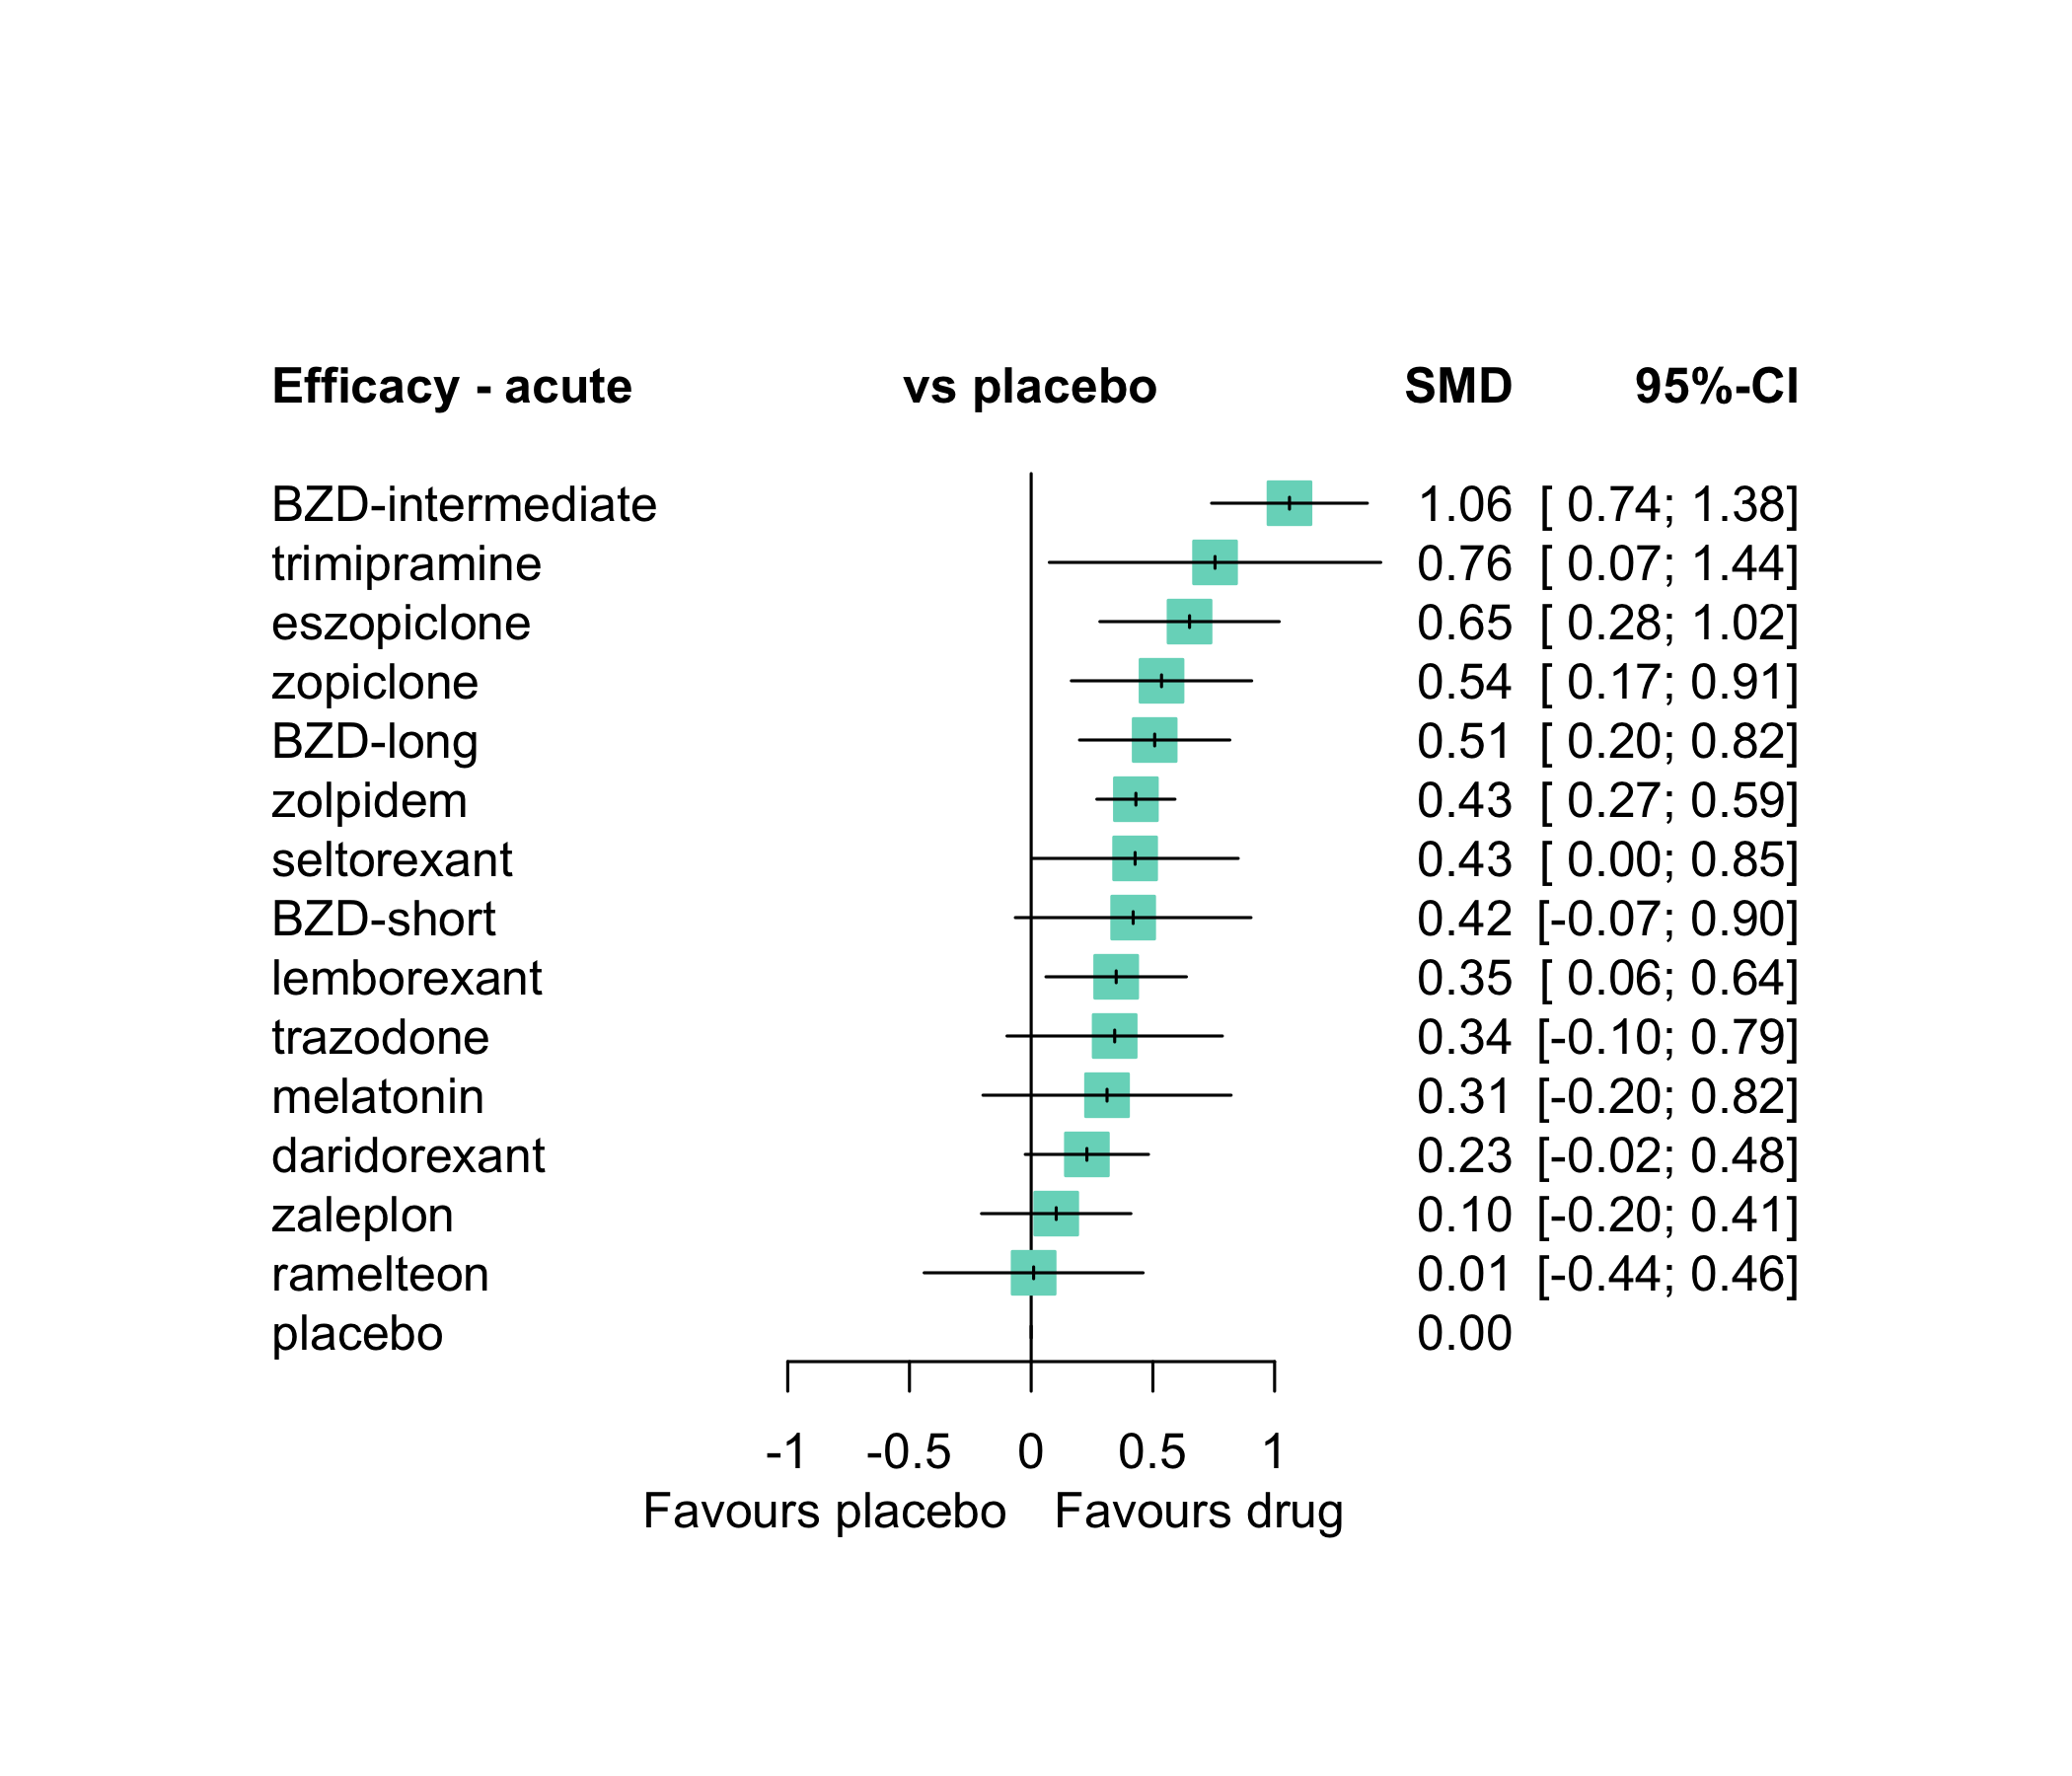 Efficacy - acute vs placebo SMD 95%-CI
BZD-intermediate 1.06 [ 0.74; 1.38]
trimipramine 0.76 [ 0.07; 1.44]
eszopiclone 0.65 [ 0.28; 1.02]
zopiclone 0.54 [ 0.17; 0.91]
BZD-long 0.51 [ 0.20; 0.82]
zolpidem 0.43 [ 0.27; 0.59]
seltorexant 0.43 [ 0.00; 0.85]
BZD-short 0.42 [-0.07; 0.90]
lemborexant 0.35 [ 0.06; 0.64]
trazodone 0.34 [-0.10; 0.79]
melatonin 0.31 [-0.20; 0.82]
daridorexant 0.23 [-0.02; 0.48]
zaleplon 0.10 [-0.20; 0.41]
ramelteon 0.01 [-0.44; 0.46]
placebo 0.00
-1 -0.5 0 0.5 1
Favours placebo Favours drug